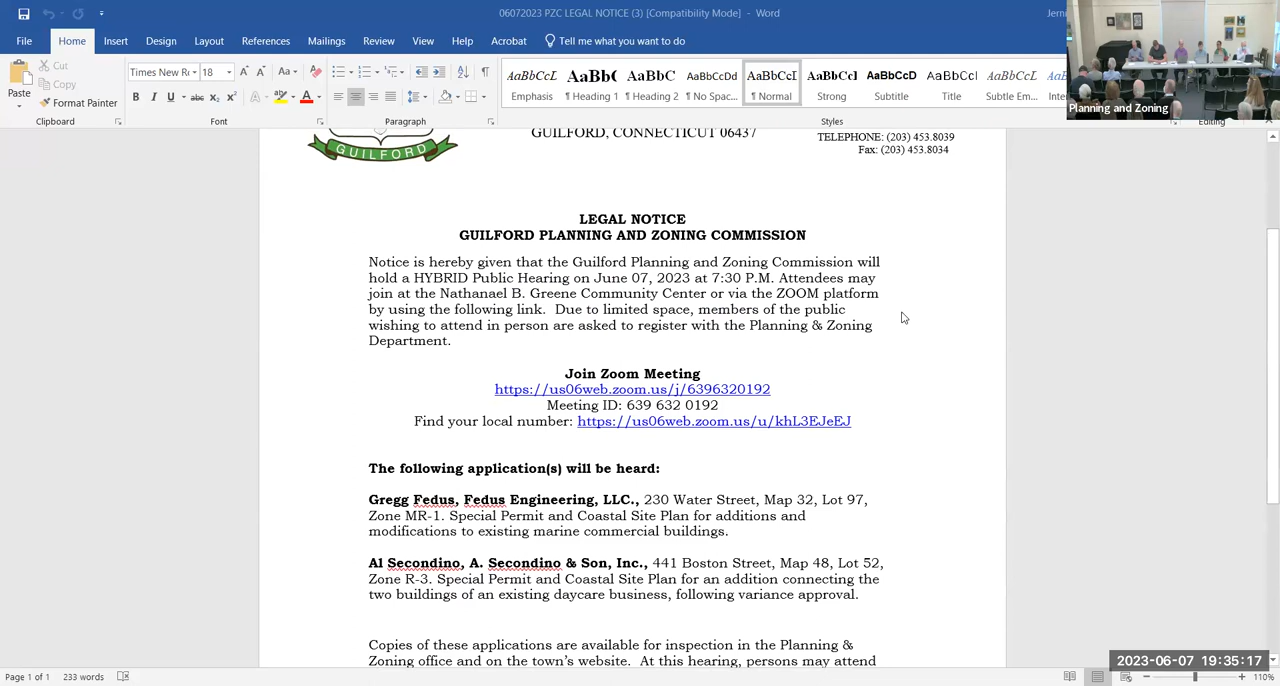 06072023 PZC LEGAL NOTICE (3) [Compatibility Mode] - Word
File Home Insert Design Layout References Mailings Review View Help Acrobat Tell me what you want to do
Paste
Cut
Copy
Format Painter
Clipboard
Times New Ro 18
Font
Paragraph
AaBbCcL AaBb( AaBbC AaBbCcDd AaBbCcI AaBbCcI AaBbCcD AaBbCcI AaBbCcL
Emphasis ¶ Heading 1 ¶ Heading 2 ¶ No Spac... ¶ Normal Strong Subtitle Title Subtle Em...
Styles
Editing
Planning and Zoning
GUILFORD
GUILFORD, CONNECTICUT 06437
TELEPHONE: (203) 453.8039
Fax: (203) 453.8034
LEGAL NOTICE
GUILFORD PLANNING AND ZONING COMMISSION
Notice is hereby given that the Guilford Planning and Zoning Commission will
hold a HYBRID Public Hearing on June 07, 2023 at 7:30 P.M. Attendees may
join at the Nathanael B. Greene Community Center or via the ZOOM platform
by using the following link. Due to limited space, members of the public
wishing to attend in person are asked to register with the Planning & Zoning
Department.
Join Zoom Meeting
https://us06web.zoom.us/j/6396320192
Meeting ID: 639 632 0192
Find your local number: https://us06web.zoom.us/u/khL3EJeEJ
The following application(s) will be heard:
Gregg Fedus, Fedus Engineering, LLC., 230 Water Street, Map 32, Lot 97,
Zone MR-1. Special Permit and Coastal Site Plan for additions and
modifications to existing marine commercial buildings.
Al Secondino, A. Secondino & Son, Inc., 441 Boston Street, Map 48, Lot 52,
Zone R-3. Special Permit and Coastal Site Plan for an addition connecting the
two buildings of an existing daycare business, following variance approval.
Copies of these applications are available for inspection in the Planning &
Zoning office and on the town's website. At this hearing, persons may attend
2023-06-07 19:35:17
Page 1 of 1 233 words
110%